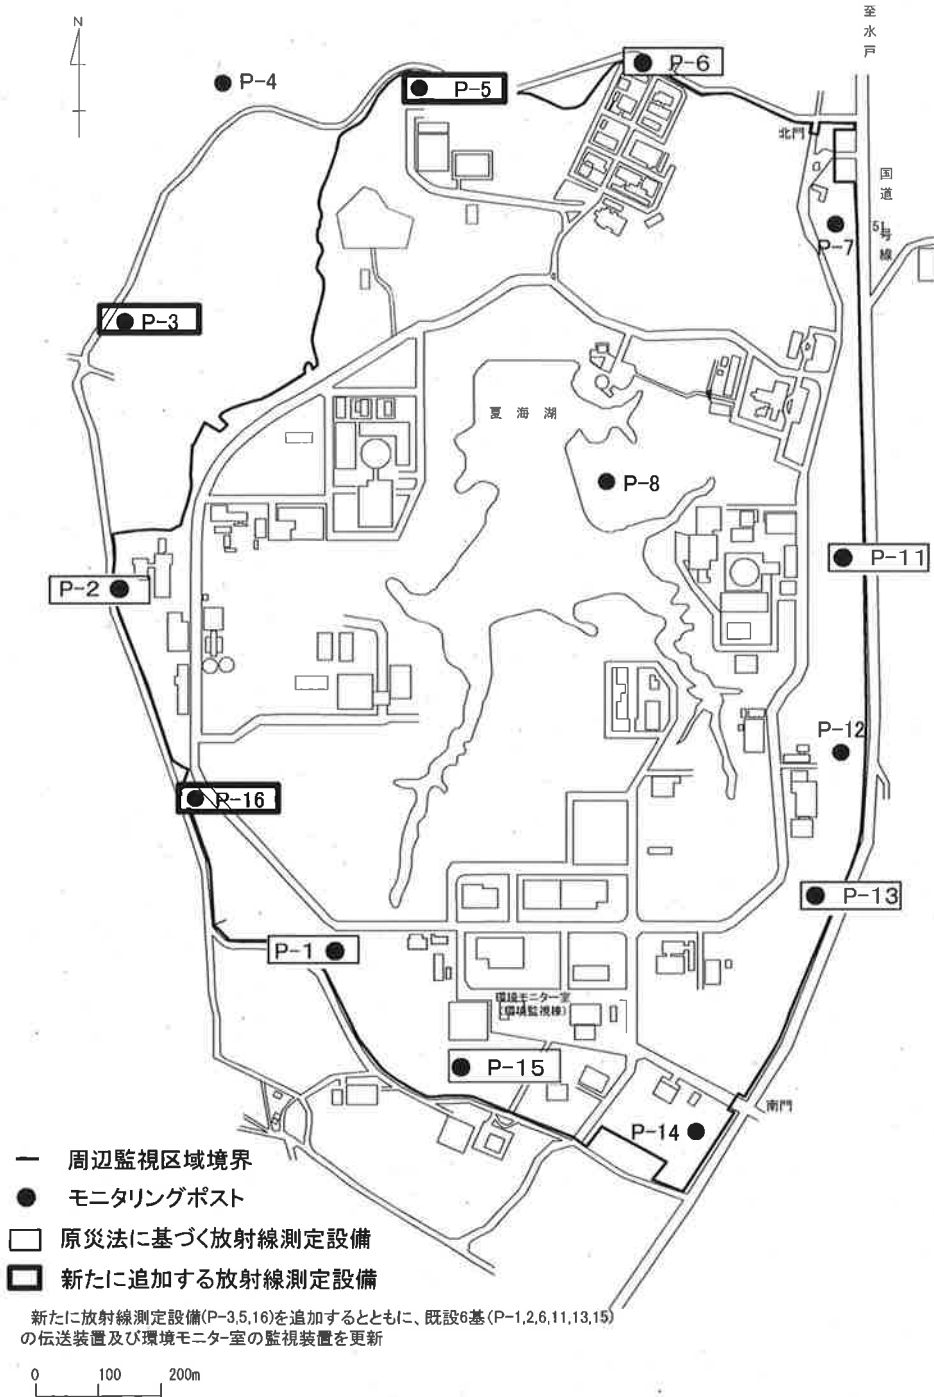 N
至水戸
P-4
P-5
P-6
北門
国道51号線
P-7
P-3
夏海湖
P-8
P-11
P-2
P-12
P-16
P-13
P-1
環境モニター室
(環境監視棟)
P-15
南門
P-14
周辺監視区域境界
モニタリングポスト
原災法に基づく放射線測定設備
新たに追加する放射線測定設備
新たに放射線測定設備(P-3,5,16)を追加するとともに、既設6基(P-1,2,6,11,13,15)
の伝送装置及び環境モニター室の監視装置を更新
0 100 200m